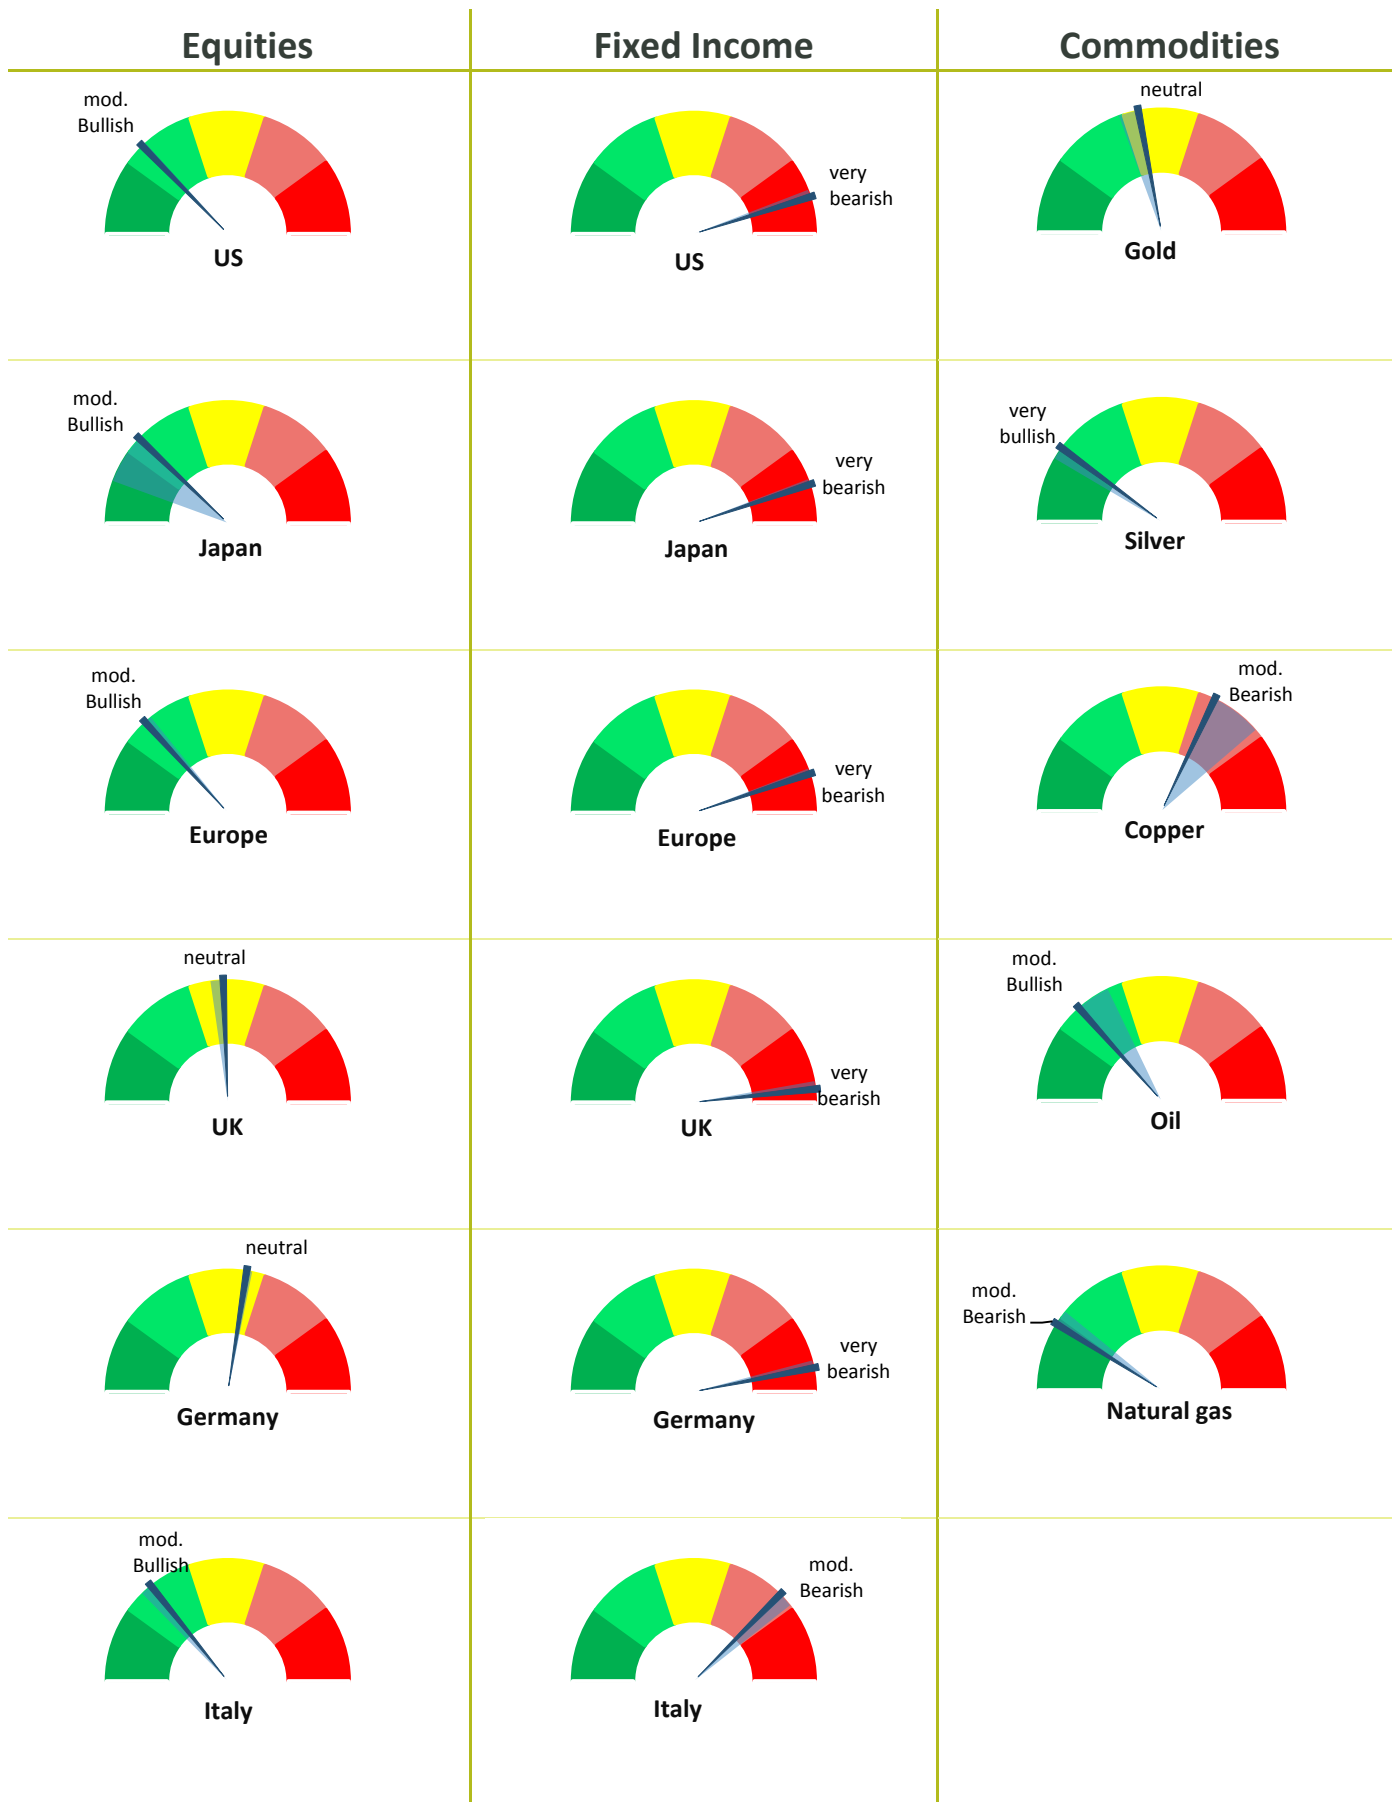 Equities
Fixed Income
Commodities
mod.
Bullish
US
very
bearish
US
neutral
Gold
mod.
Bullish
Japan
very
bearish
Japan
very
bullish
Silver
mod.
Bullish
Europe
very
bearish
Europe
mod.
Bearish
Copper
neutral
UK
very
bearish
UK
mod.
Bullish
Oil
neutral
Germany
very
bearish
Germany
mod.
Bearish
Natural gas
mod.
Bullish
Italy
mod.
Bearish
Italy